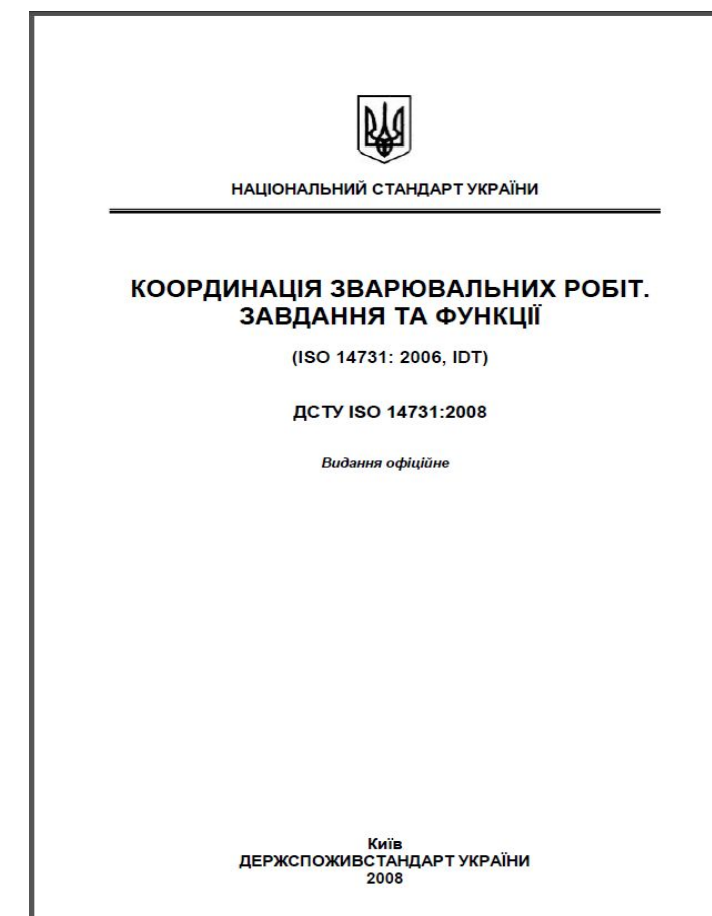 НАЦІОНАЛЬНИЙ СТАНДАРТ УКРАЇНИ
КООРДИНАЦІЯ ЗВАРЮВАЛЬНИХ РОБІТ.
ЗАВДАННЯ ТА ФУНКЦІЇ
(ISO 14731: 2006, IDT)
ДСТУ ISO 14731:2008
Видання офіційне
Київ
ДЕРЖСПОЖИВСТАНДАРТ УКРАЇНИ
2008